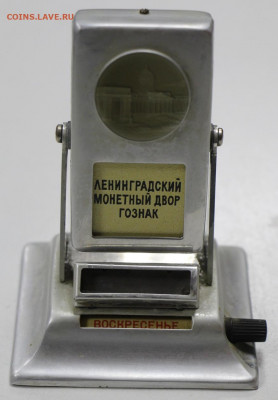 COINS.LAVE.RU
ЛЕНИНГРАДСКИЙ
МОНЕТНЫЙ ДВОР
ГОЗНАК
ВОСКРЕСЕНЬЕ